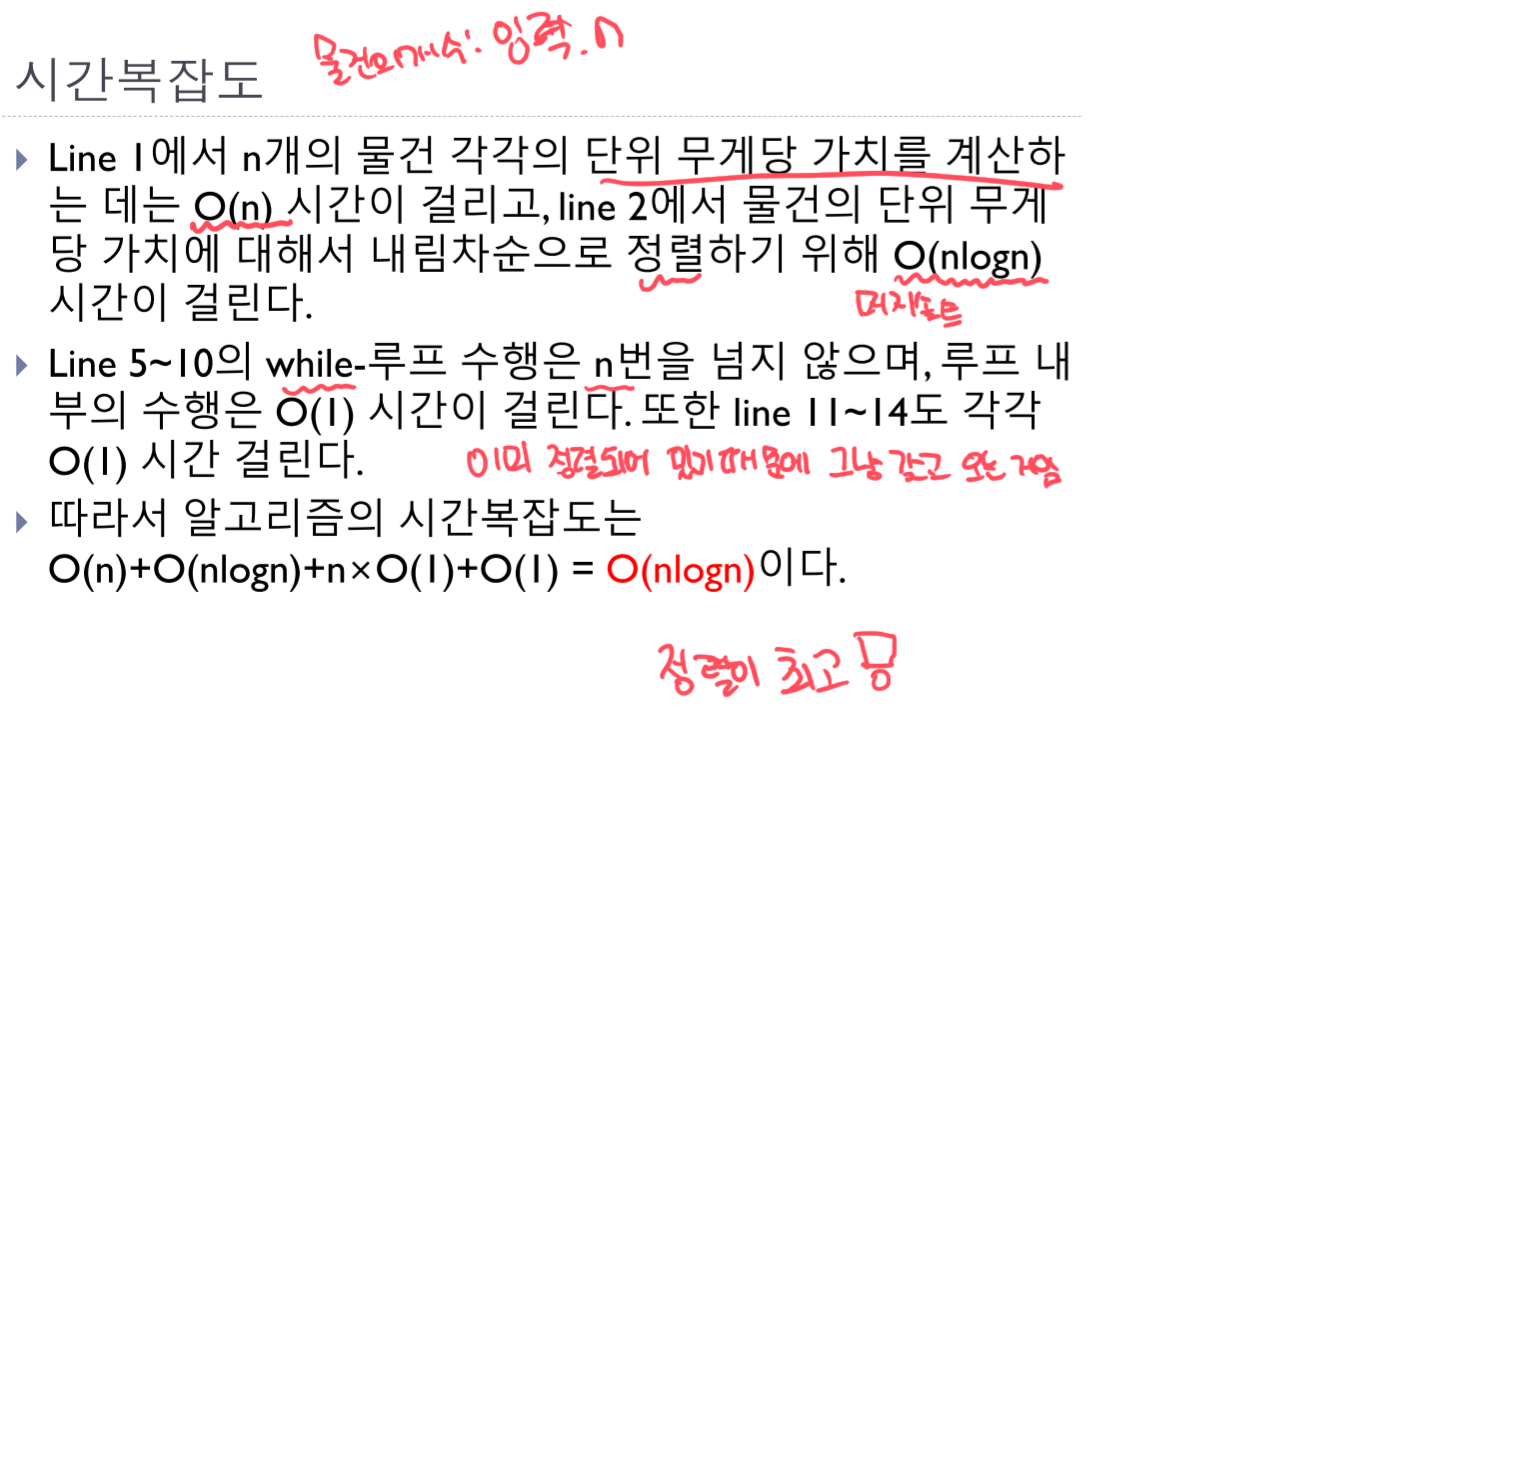 시간복잡도
물건의 개수: 입력. n
Line 1에서 n개의 물건 각각의 단위 무게당 가치를 계산하
는 데는 O(n) 시간이 걸리고, line 2에서 물건의 단위 무게
당 가치에 대해서 내림차순으로 정렬하기 위해 O(nlogn)
시간이 걸린다.
머지소트
Line 5~10의 while-루프 수행은 n번을 넘지 않으며, 루프 내
부의 수행은 O(1) 시간이 걸린다. 또한 line 11~14도 각각
O(1) 시간 걸린다.
이미 정렬되어 있기 때문에 그냥 갖고 오는 거임
따라서 알고리즘의 시간복잡도는
O(n)+O(nlogn)+n×O(1)+O(1) = O(nlogn)이다.
정렬이 최고